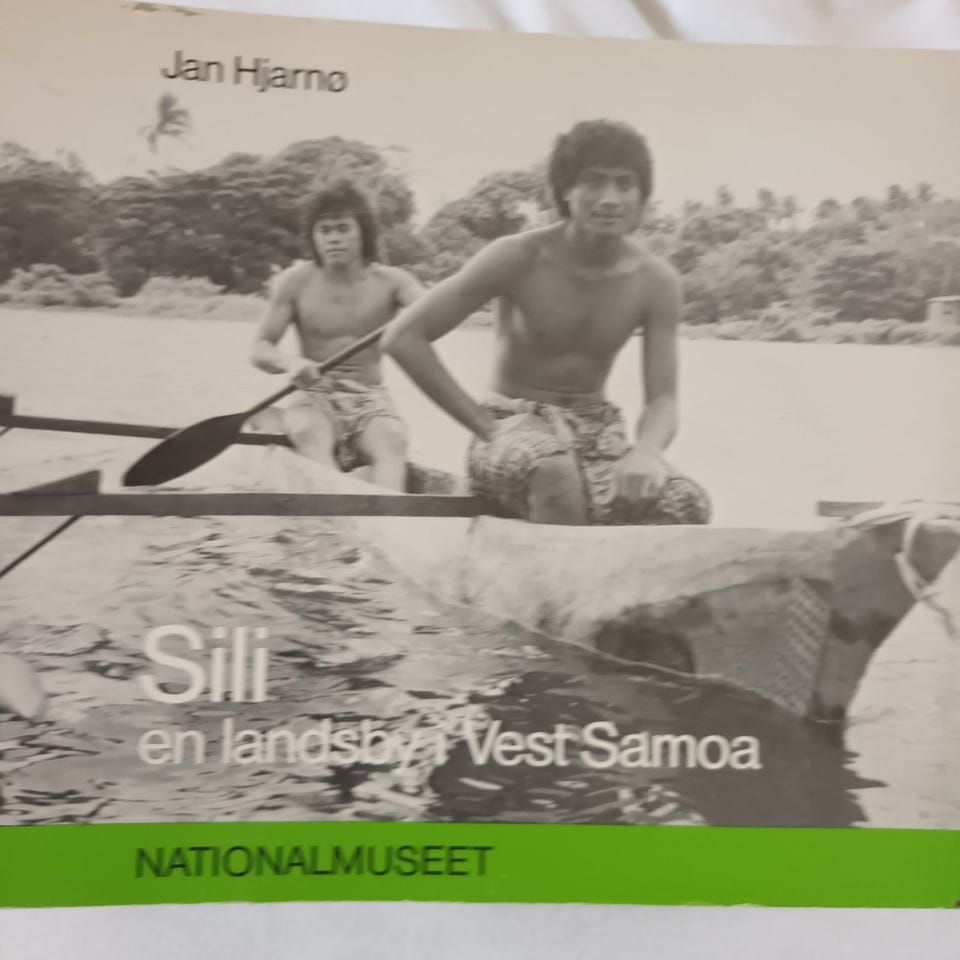 Jan Hjarnø
Sili
en landsby i Vest Samoa
NATIONALMUSEET